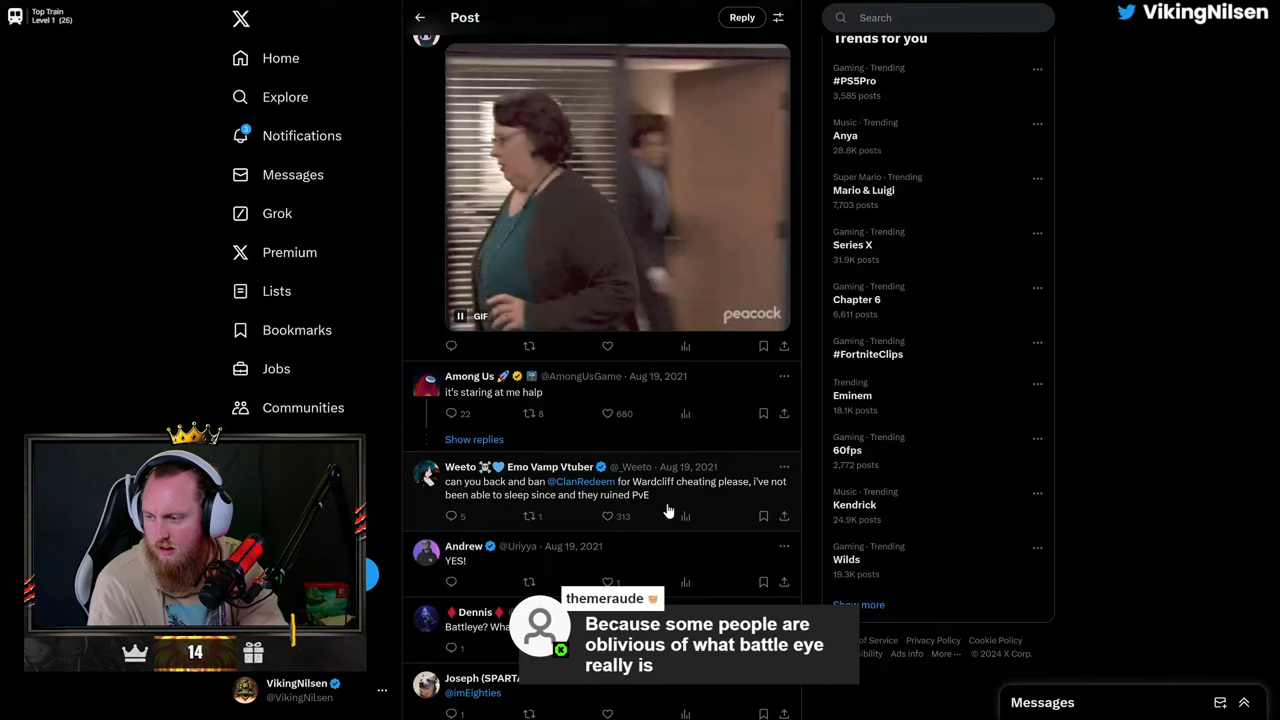 Top Train
Level 1 (26)
Home
Explore
3
Notifications
Messages
Grok
Premium
Lists
Bookmarks
Jobs
Communities
14
VikingNilsen
@VikingNilsen
Post
Reply
GIF
peacock
Among Us @AmongUsGame · Aug 19, 2021
it's staring at me halp
22 8 680
Show replies
Weeto Emo Vamp Vtuber @_Weeto · Aug 19, 2021
can you back and ban @ClanRedeem for Wardcliff cheating please, i've not
been able to sleep since and they ruined PvE
5 1 313
Andrew @Uriyya · Aug 19, 2021
YES!
1
Dennis
Battleye?
1
Joseph
@imEighties
1
themeraude
Because some people are
oblivious of what battle eye
really is
VikingNilsen
Search
Trends for you
Gaming · Trending
#PS5Pro
3,585 posts
Music · Trending
Anya
28.8K posts
Super Mario · Trending
Mario & Luigi
7,703 posts
Gaming · Trending
Series X
31.9K posts
Gaming · Trending
Chapter 6
6,611 posts
Gaming · Trending
#FortniteClips
Trending
Eminem
18.1K posts
Gaming · Trending
60fps
2,772 posts
Music · Trending
Kendrick
24.9K posts
Gaming · Trending
Wilds
19.3K posts
Show more
of Service Privacy Policy Cookie Policy
Ads info More ··· © 2024 X Corp.
Messages